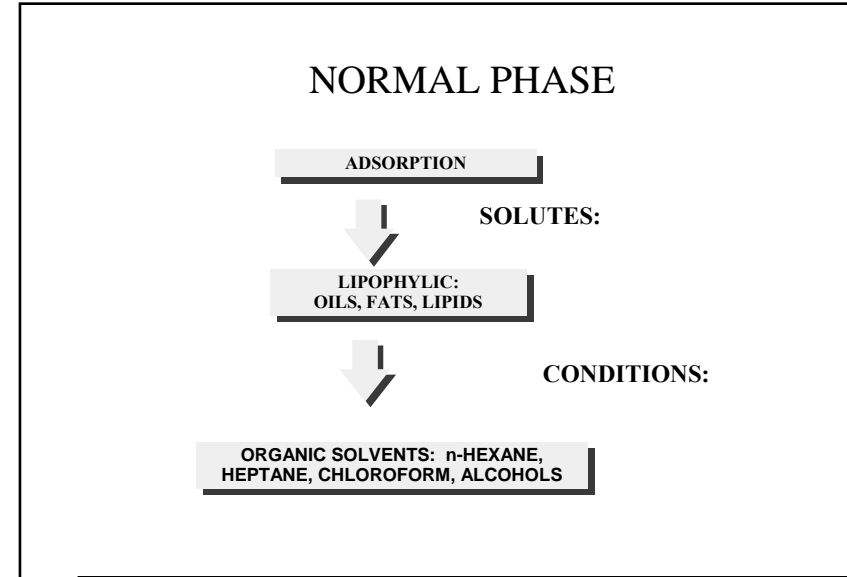 NORMAL PHASE
ADSORPTION
SOLUTES:
LIPOPHYLIC:
OILS, FATS, LIPIDS
CONDITIONS:
ORGANIC SOLVENTS: n-HEXANE,
HEPTANE, CHLOROFORM, ALCOHOLS